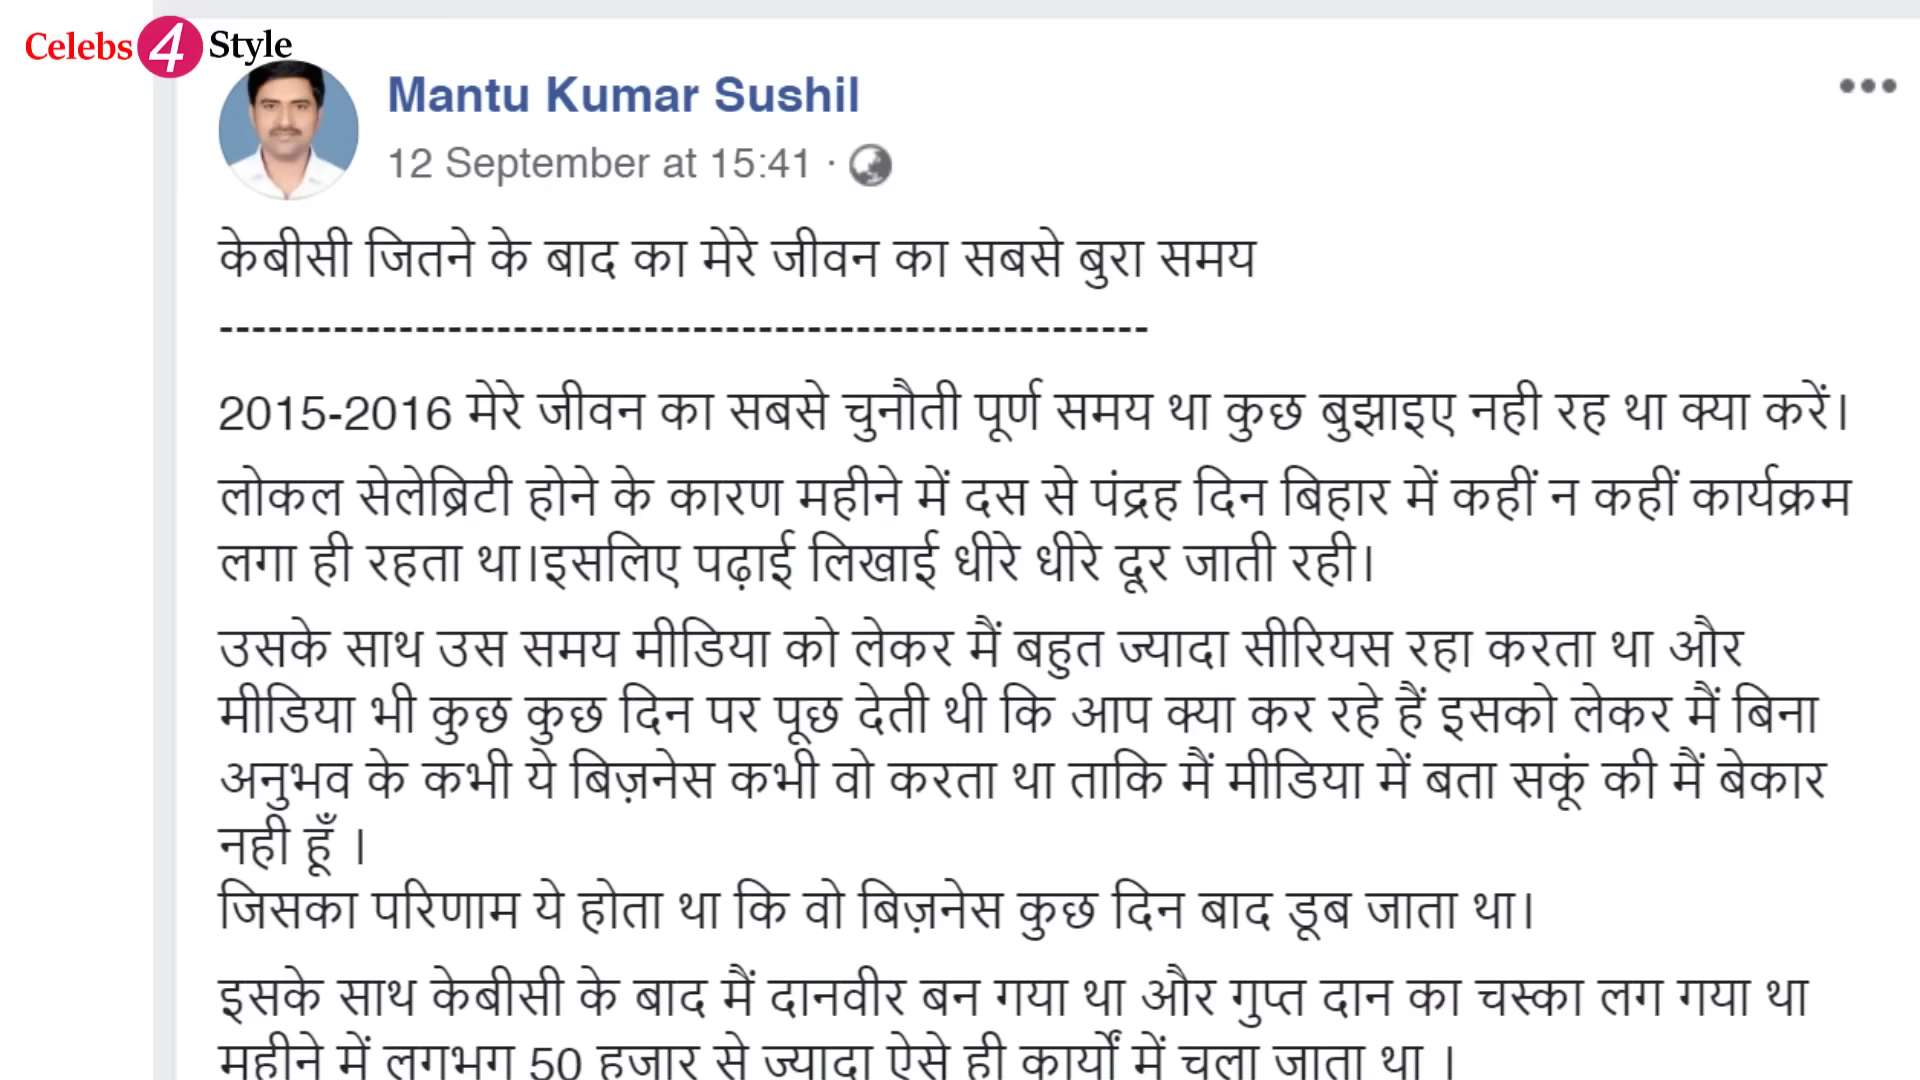 Celebs 4 Style
Mantu Kumar Sushil
12 September at 15:41 ·
केबीसी जितने के बाद का मेरे जीवन का सबसे बुरा समय
---------------------------------------------------------
2015-2016 मेरे जीवन का सबसे चुनौती पूर्ण समय था कुछ बुझाइए नही रह था क्या करें।
लोकल सेलेब्रिटी होने के कारण महीने में दस से पंद्रह दिन बिहार में कहीं न कहीं कार्यक्रम
लगा ही रहता था।इसलिए पढ़ाई लिखाई धीरे धीरे दूर जाती रही।
उसके साथ उस समय मीडिया को लेकर मैं बहुत ज्यादा सीरियस रहा करता था और
मीडिया भी कुछ कुछ दिन पर पूछ देती थी कि आप क्या कर रहे हैं इसको लेकर मैं बिना
अनुभव के कभी ये बिज़नेस कभी वो करता था ताकि मैं मीडिया में बता सकूं की मैं बेकार
नही हूँ ।
जिसका परिणाम ये होता था कि वो बिज़नेस कुछ दिन बाद डूब जाता था।
इसके साथ केबीसी के बाद मैं दानवीर बन गया था और गुप्त दान का चस्का लग गया था
महीने में लगभग 50 हजार से ज्यादा ऐसे ही कार्यों में चला जाता था ।